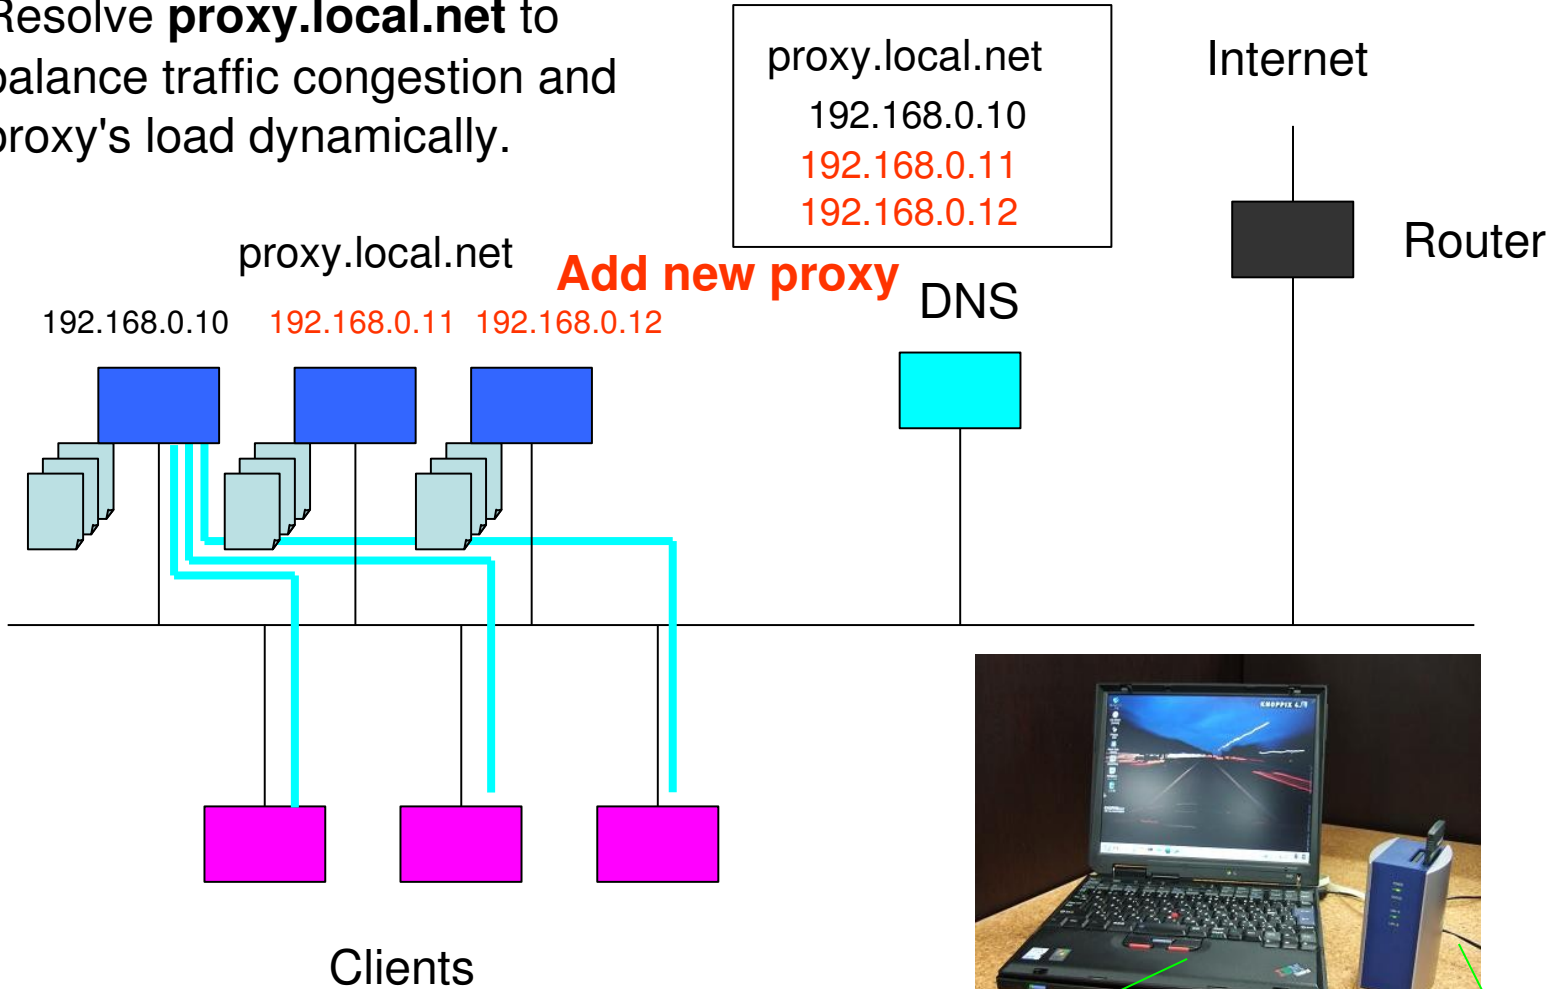 Resolve proxy.local.net to
balance traffic congestion and
proxy's load dynamically.
proxy.local.net
192.168.0.10
192.168.0.11
192.168.0.12
Internet
Router
proxy.local.net
Add new proxy
DNS
192.168.0.10 192.168.0.11 192.168.0.12
KNOPPIX
Clients